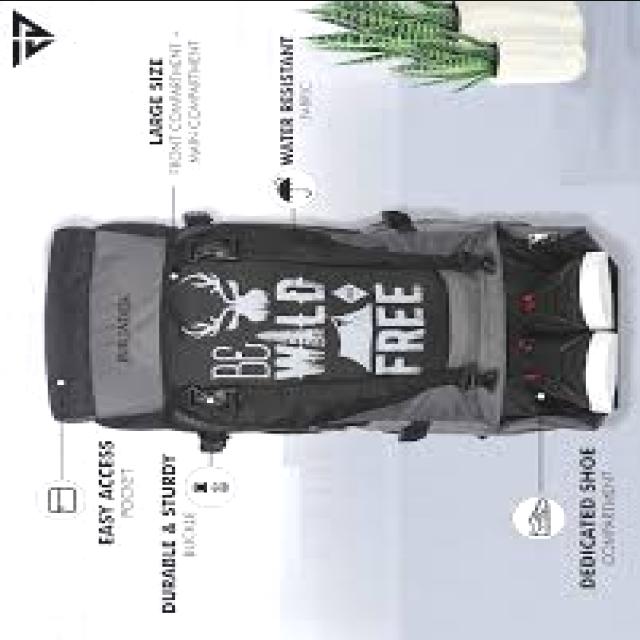 LARGE SIZE
FRONT COMPARTMENT +
MAIN COMPARTMENT
WATER RESISTANT
FABRIC
BE
WILD
FREE
EASY ACCESS
POCKET
DURABLE & STURDY
BUCKLE
DEDICATED SHOE
COMPARTMENT